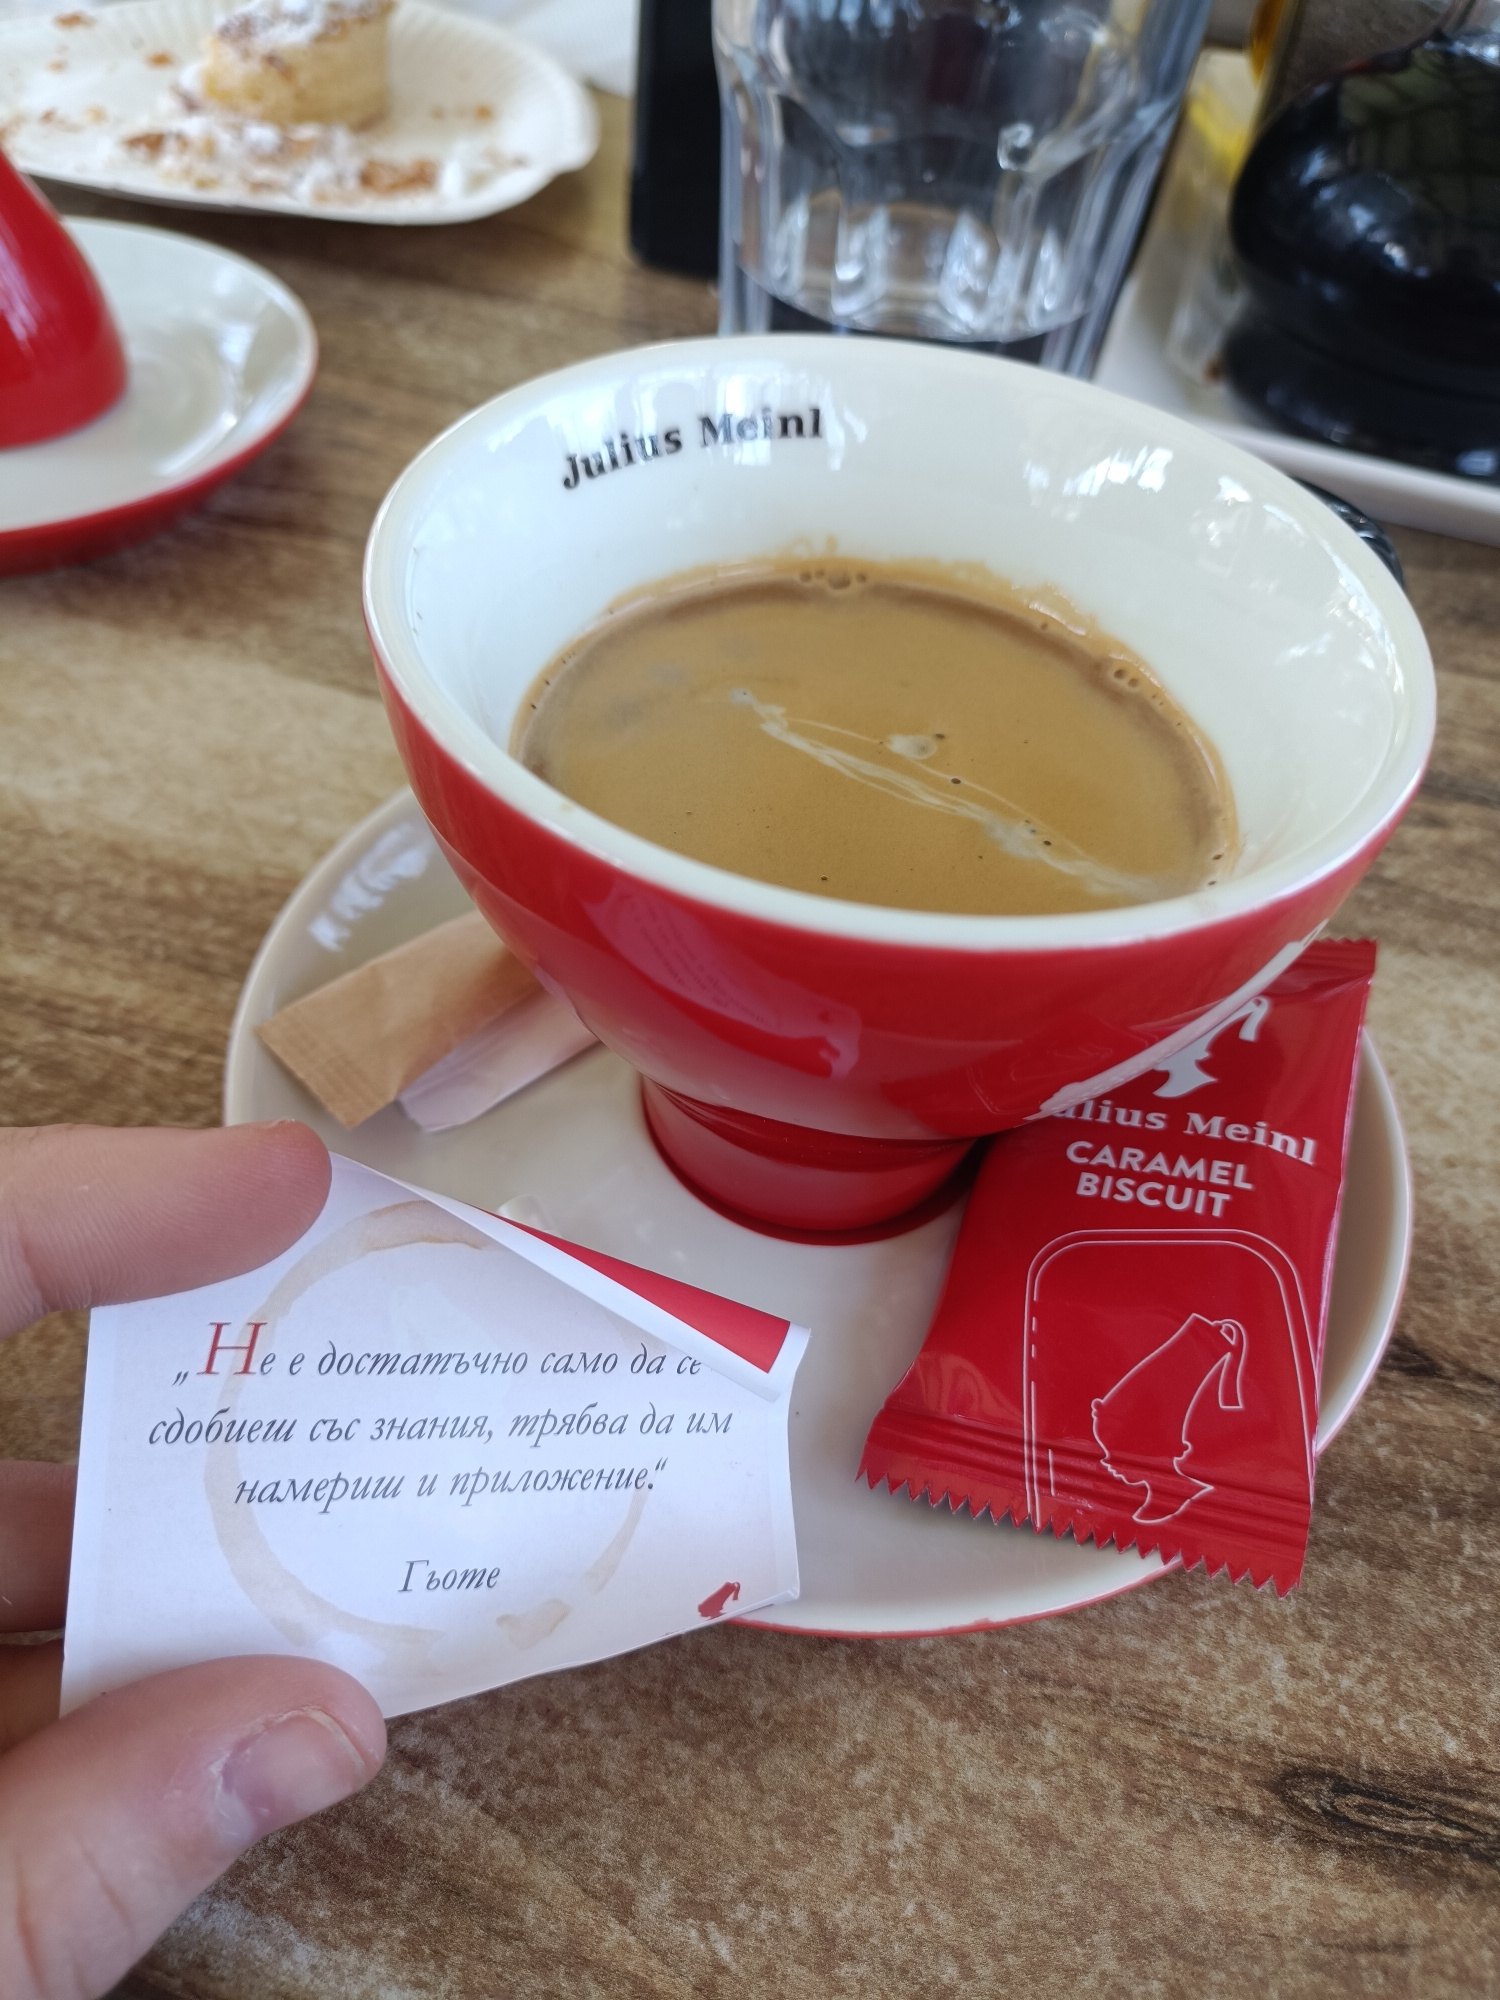 Julius Meinl
Julius Meinl
CARAMEL
BISCUIT
„Не е достатъчно само да се
сдобиеш със знания, трябва да им
намериш и приложение.“
Гьоте